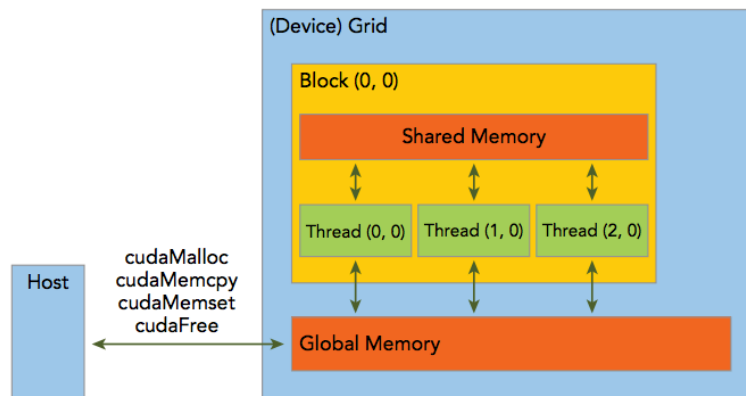 (Device) Grid
Block (0, 0)
Shared Memory
Thread (0, 0)
Thread (1, 0)
Thread (2, 0)
cudaMalloc
cudaMemcpy
cudaMemset
cudaFree
Host
Global Memory